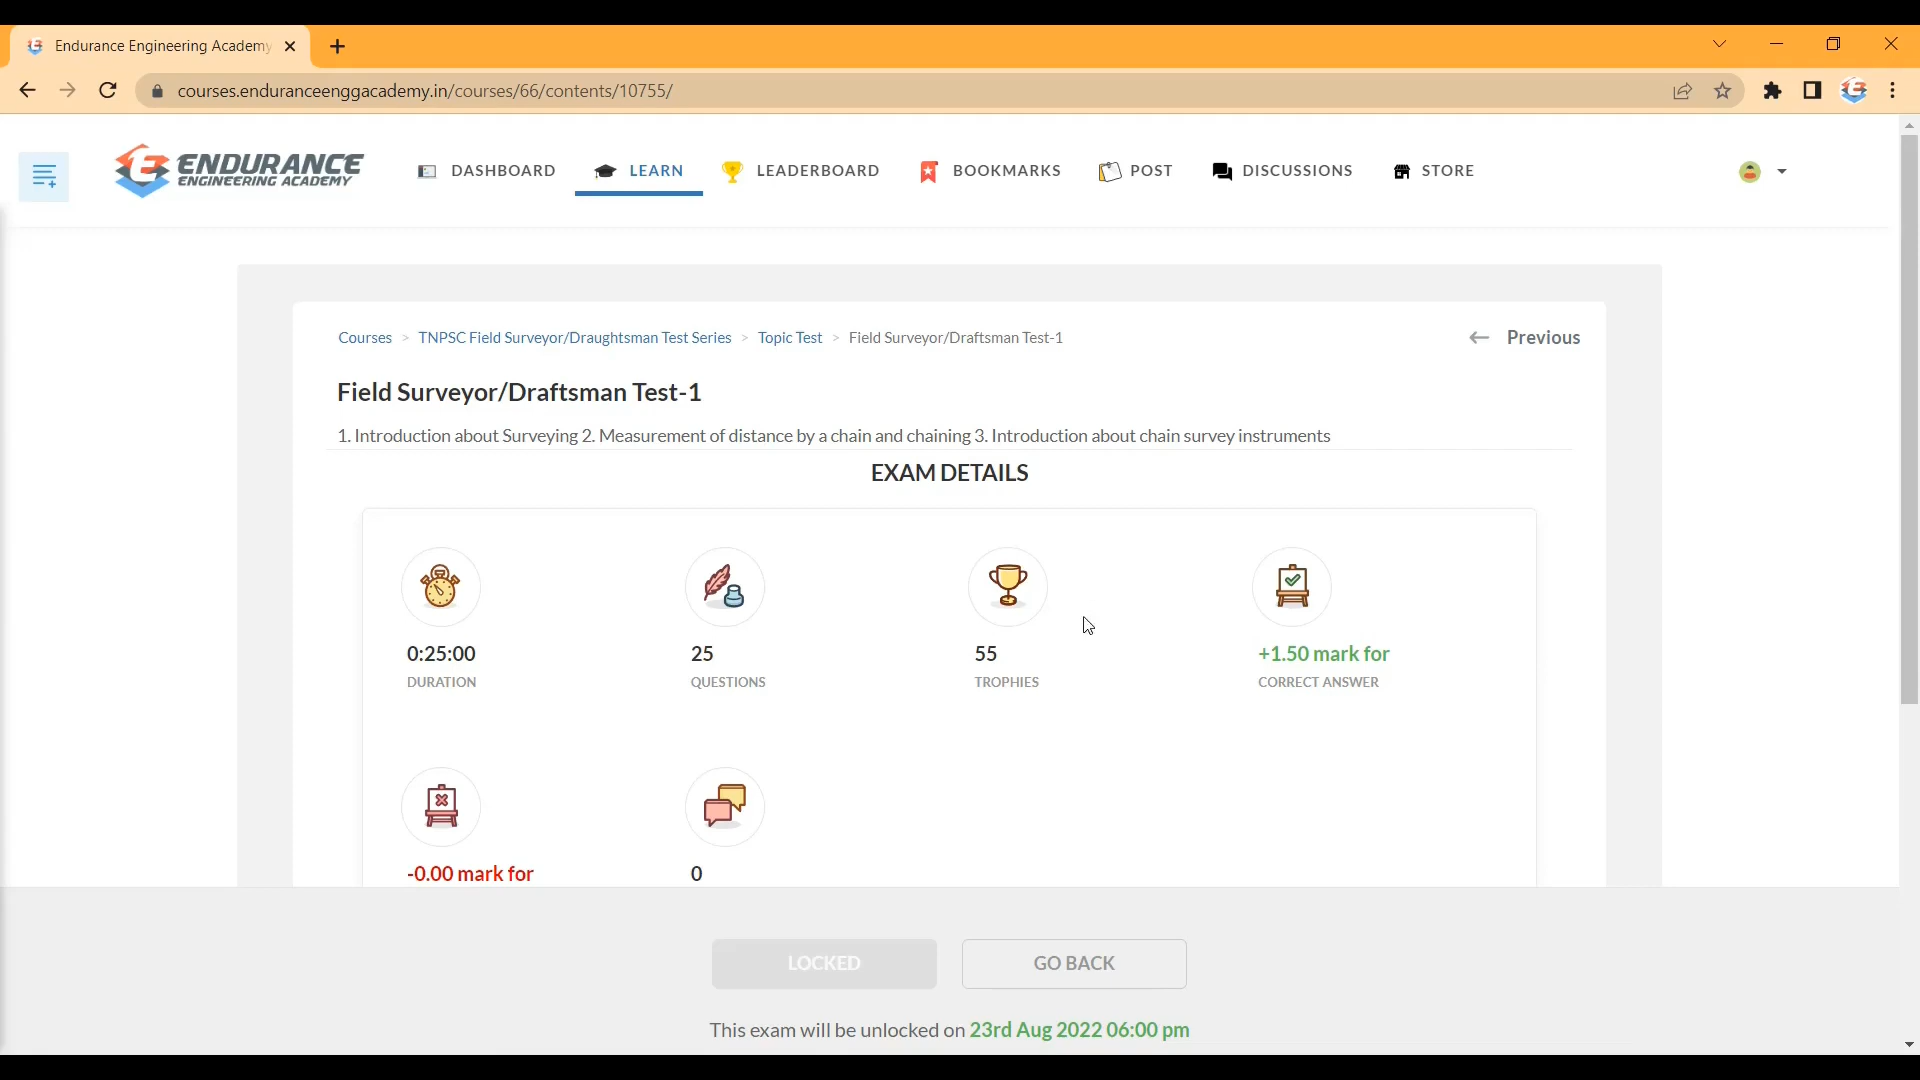 Endurance Engineering Academy
courses.enduranceenggacademy.in/courses/66/contents/10755/
ENDURANCE
ENGINEERING ACADEMY
DASHBOARD
LEARN
LEADERBOARD
BOOKMARKS
POST
DISCUSSIONS
STORE
Courses > TNPSC Field Surveyor/Draughtsman Test Series > Topic Test > Field Surveyor/Draftsman Test-1
Previous
Field Surveyor/Draftsman Test-1
1. Introduction about Surveying 2. Measurement of distance by a chain and chaining 3. Introduction about chain survey instruments
EXAM DETAILS
0:25:00
DURATION
25
QUESTIONS
55
TROPHIES
+1.50 mark for
CORRECT ANSWER
-0.00 mark for
0
LOCKED
GO BACK
This exam will be unlocked on 23rd Aug 2022 06:00 pm